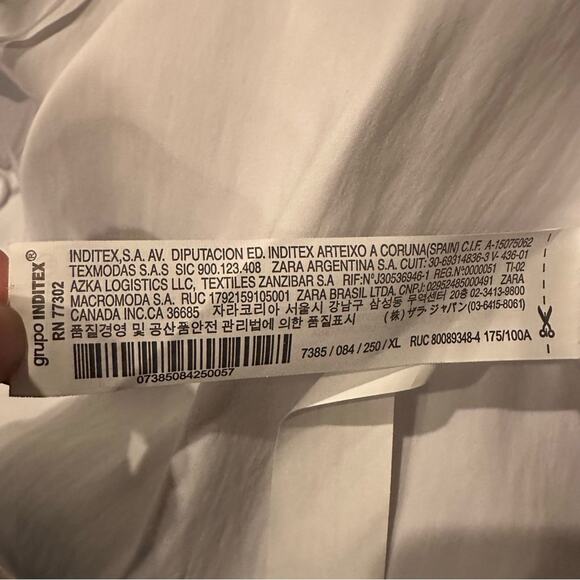 grupo INDITEX®
RN 77302
INDITEX,S.A. AV. DIPUTACION ED. INDITEX ARTEIXO A CORUNA(SPAIN) C.I.F. A-15075062
TEXMODAS S.A.S SIC 900.123.408 ZARA ARGENTINA S.A. CUIT: 30-69314836-3 V- 436-01
AZKA LOGISTICS LLC, TEXTILES ZANZIBAR S.A RIF:N°J30536946-1 REG.N°0000051 TI-02
MACROMODA S.A. RUC 1792159105001 ZARA BRASIL LTDA. CNPJ: 02952485000491 ZARA
CANADA INC.CA 36685 자라코리아 서울시 강남구 삼성동 무역센터 20층 02-3413-9800
품질경영 및 공산품안전 관리법에 의한 품질표시 (株) ザラ・ジャパン (03-6415-8061)
7385 / 084 / 250 / XL RUC 80089348-4 175/100A
07385084250057